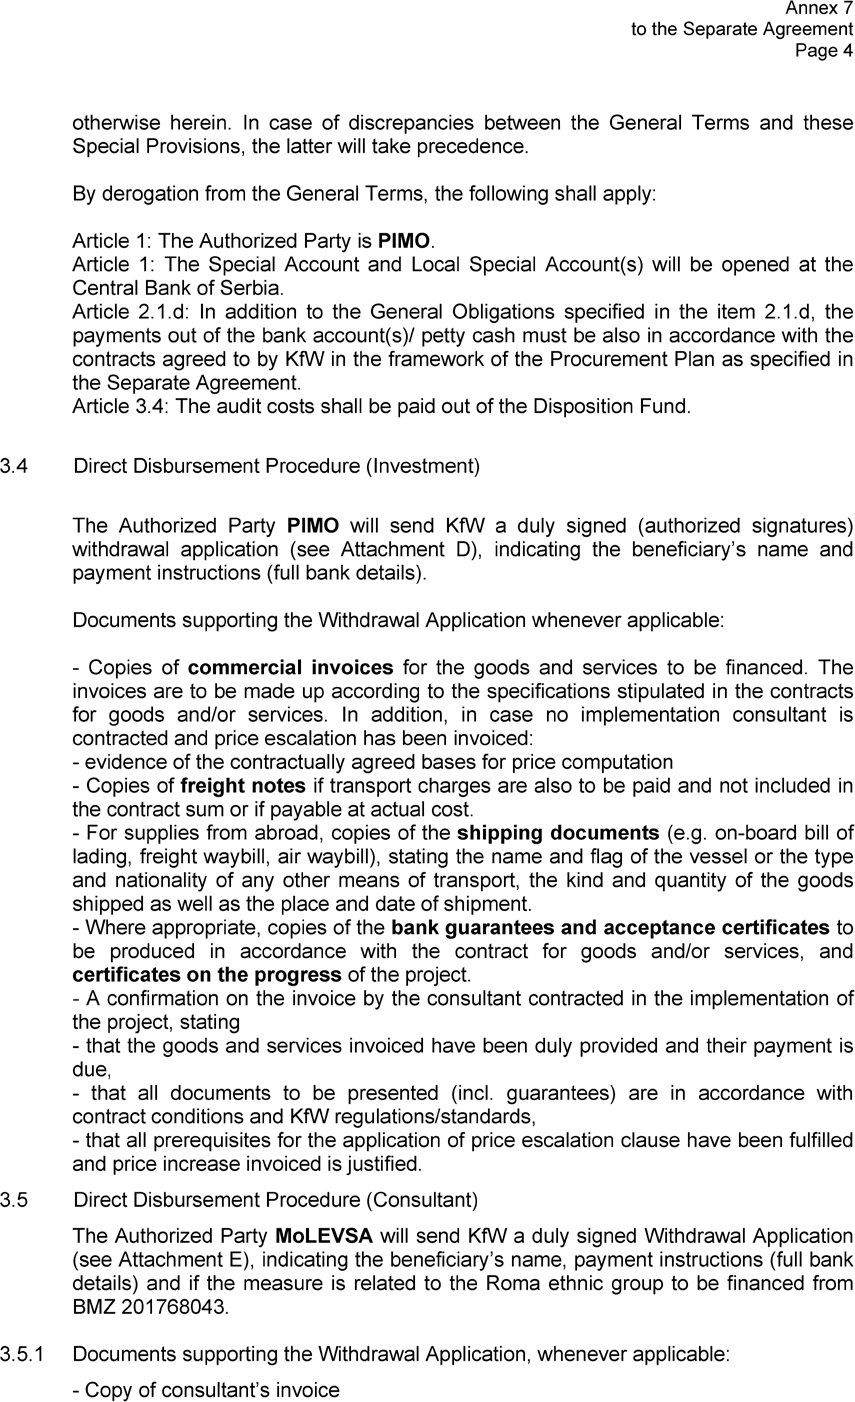 Annex 7
to the Separate Agreement
Page 4
otherwise herein. In case of discrepancies between the General Terms and these
Special Provisions, the latter will take precedence.
By derogation from the General Terms, the following shall apply:
Article 1: The Authorized Party is PIMO.
Article 1: The Special Account and Local Special Account(s) will be opened at the
Central Bank of Serbia.
Article 2.1.d: In addition to the General Obligations specified in the item 2.1.d, the
payments out of the bank account(s)/ petty cash must be also in accordance with the
contracts agreed to by KfW in the framework of the Procurement Plan as specified in
the Separate Agreement.
Article 3.4: The audit costs shall be paid out of the Disposition Fund.
3.4 Direct Disbursement Procedure (Investment)
The Authorized Party PIMO will send KfW a duly signed (authorized signatures)
withdrawal application (see Attachment D), indicating the beneficiary’s name and
payment instructions (full bank details).
Documents supporting the Withdrawal Application whenever applicable:
- Copies of commercial invoices for the goods and services to be financed. The
invoices are to be made up according to the specifications stipulated in the contracts
for goods and/or services. In addition, in case no implementation consultant is
contracted and price escalation has been invoiced:
- evidence of the contractually agreed bases for price computation
- Copies of freight notes if transport charges are also to be paid and not included in
the contract sum or if payable at actual cost.
- For supplies from abroad, copies of the shipping documents (e.g. on-board bill of
lading, freight waybill, air waybill), stating the name and flag of the vessel or the type
and nationality of any other means of transport, the kind and quantity of the goods
shipped as well as the place and date of shipment.
- Where appropriate, copies of the bank guarantees and acceptance certificates to
be produced in accordance with the contract for goods and/or services, and
certificates on the progress of the project.
- A confirmation on the invoice by the consultant contracted in the implementation of
the project, stating
- that the goods and services invoiced have been duly provided and their payment is
due,
- that all documents to be presented (incl. guarantees) are in accordance with
contract conditions and KfW regulations/standards,
- that all prerequisites for the application of price escalation clause have been fulfilled
and price increase invoiced is justified.
3.5 Direct Disbursement Procedure (Consultant)
The Authorized Party MoLEVSA will send KfW a duly signed Withdrawal Application
(see Attachment E), indicating the beneficiary’s name, payment instructions (full bank
details) and if the measure is related to the Roma ethnic group to be financed from
BMZ 201768043.
3.5.1 Documents supporting the Withdrawal Application, whenever applicable:
- Copy of consultant’s invoice